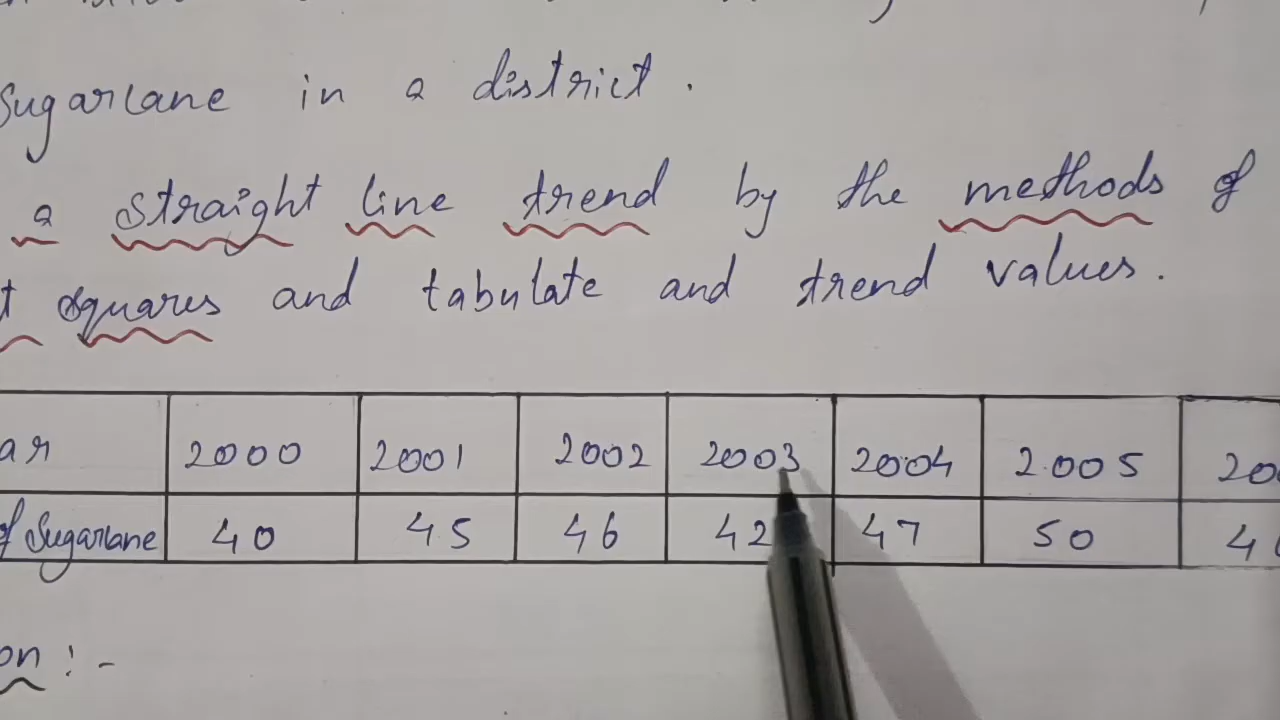 Sugarcane in a district.
a straight line trend by the methods of
squares and tabulate and trend values.
2000 2001 2002 2003 2004 2005
of Sugarcane 40 45 46 42 47 50
on :-